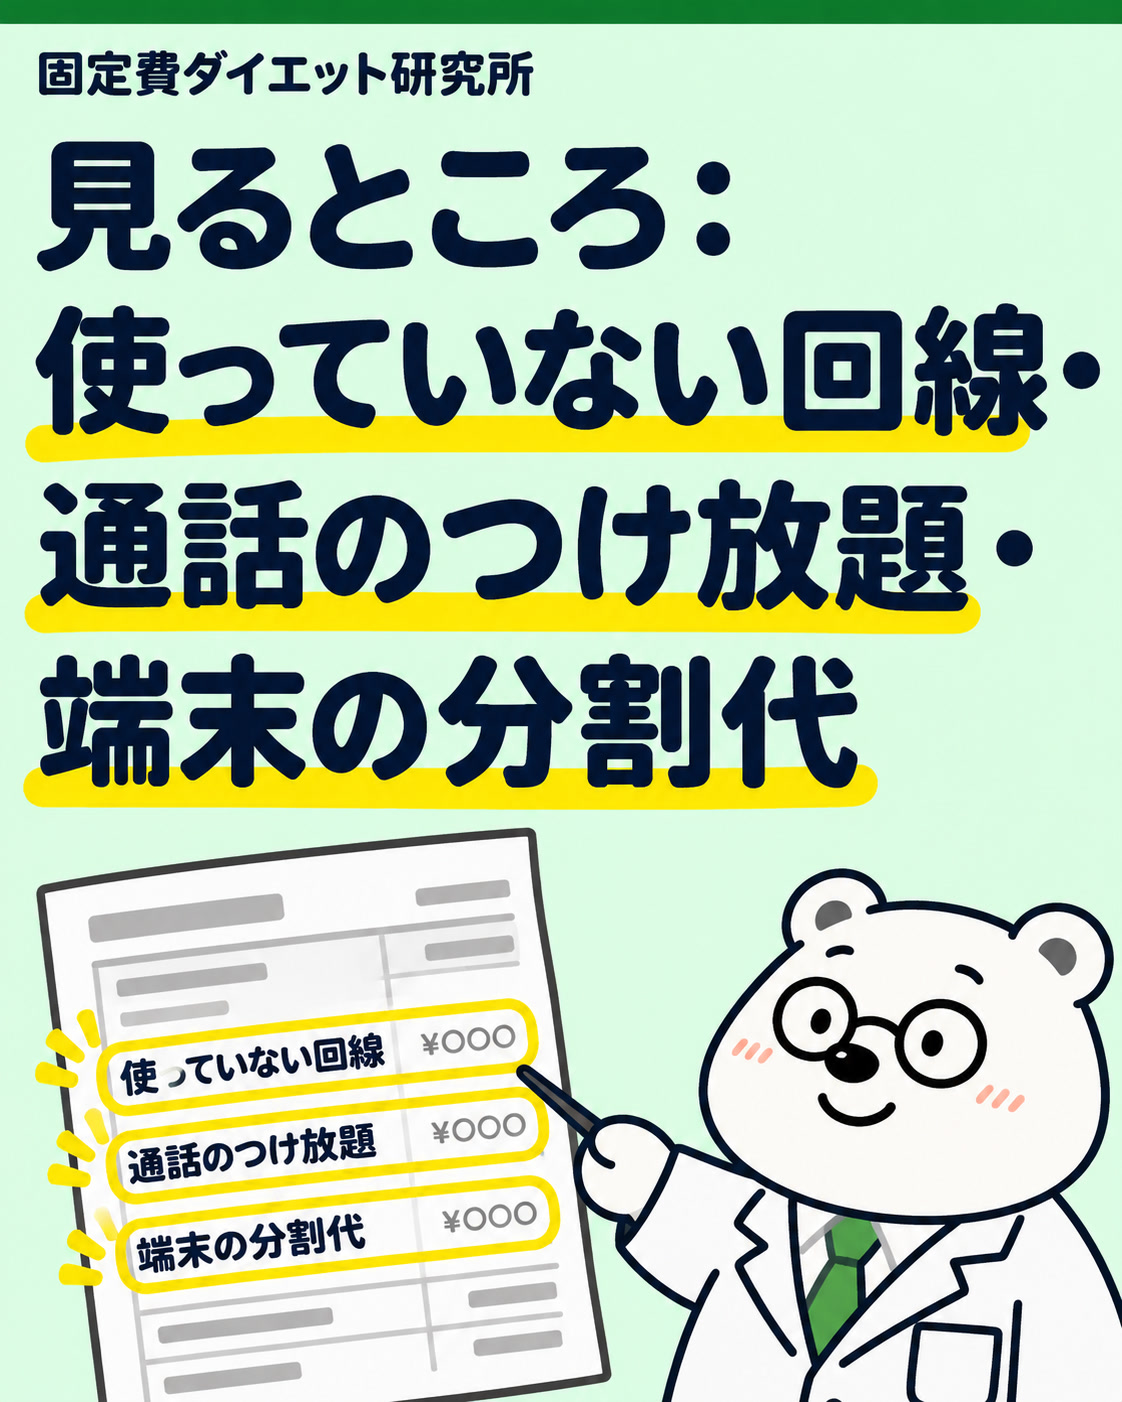 固定費ダイエット研究所
見るところ：
使っていない回線・
通話のつけ放題・
端末の分割代
使っていない回線 ¥〇〇〇
通話のつけ放題 ¥〇〇〇
端末の分割代 ¥〇〇〇